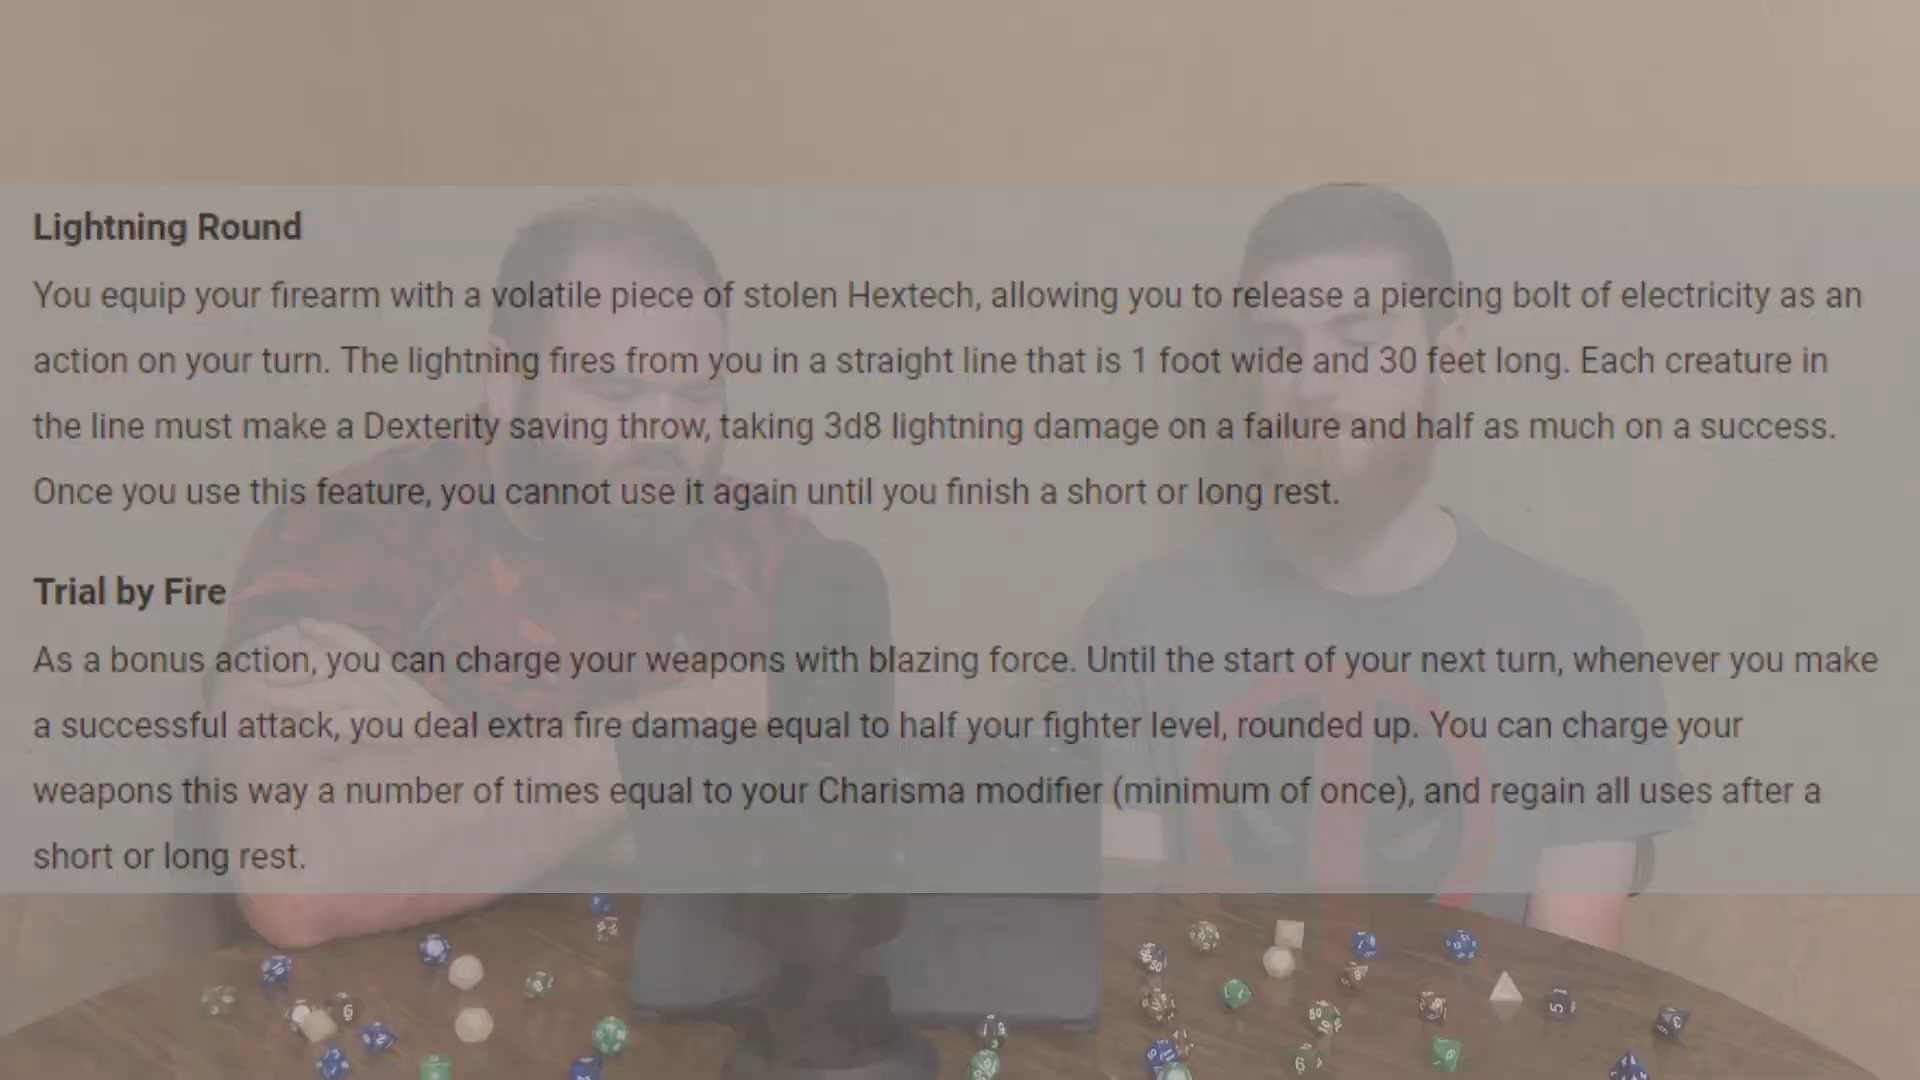 Lightning Round
You equip your firearm with a volatile piece of stolen Hextech, allowing you to release a piercing bolt of electricity as an
action on your turn. The lightning fires from you in a straight line that is 1 foot wide and 30 feet long. Each creature in
the line must make a Dexterity saving throw, taking 3d8 lightning damage on a failure and half as much on a success.
Once you use this feature, you cannot use it again until you finish a short or long rest.
Trial by Fire
As a bonus action, you can charge your weapons with blazing force. Until the start of your next turn, whenever you make
a successful attack, you deal extra fire damage equal to half your fighter level, rounded up. You can charge your
weapons this way a number of times equal to your Charisma modifier (minimum of once), and regain all uses after a
short or long rest.